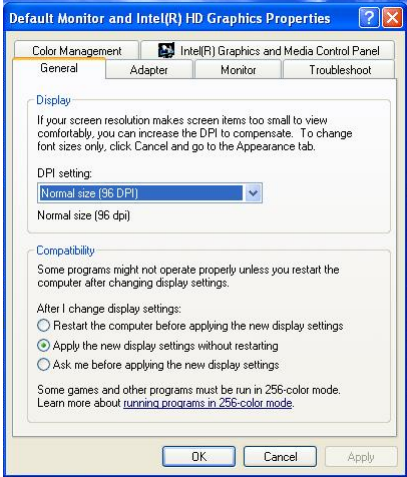 Default Monitor and Intel(R) HD Graphics Properties
Color Management
Intel(R) Graphics and Media Control Panel
General
Adapter
Monitor
Troubleshoot
Display
If your screen resolution makes screen items too small to view
comfortably, you can increase the DPI to compensate. To change
font sizes only, click Cancel and go to the Appearance tab.
DPI setting:
Normal size (96 DPI)
Normal size (96 dpi)
Compatibility
Some programs might not operate properly unless you restart the
computer after changing display settings.
After I change display settings:
Restart the computer before applying the new display settings
Apply the new display settings without restarting
Ask me before applying the new display settings
Some games and other programs must be run in 256-color mode.
Learn more about running programs in 256-color mode.
OK
Cancel
Apply